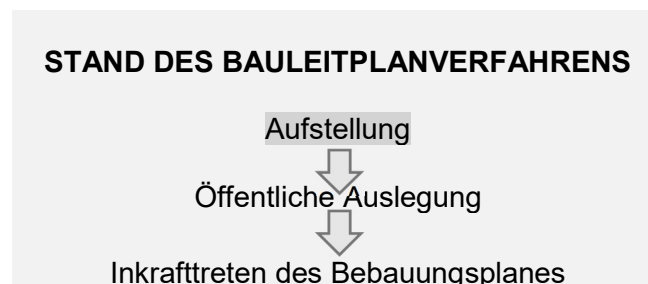 STAND DES BAULEITPLANVERFAHRENS
Aufstellung
Öffentliche Auslegung
Inkrafttreten des Bebauungsplanes